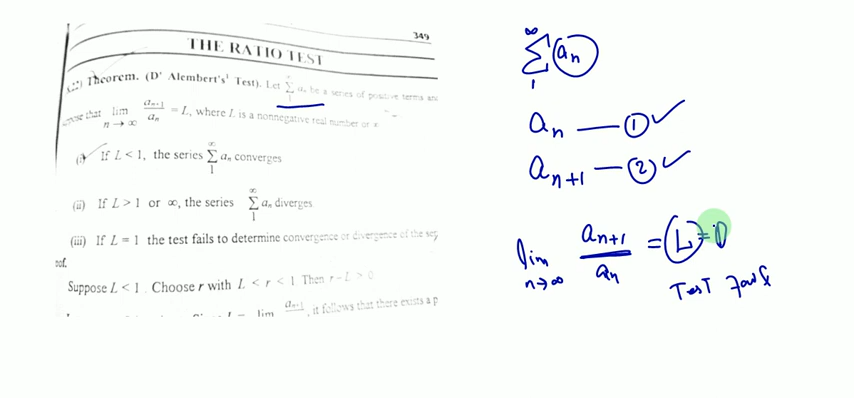 349
THE RATIO TEST
Theorem. (D' Alembert's¹ Test). Let ∑ aₙ be a series of positive terms and
that lim n → ∞ aₙ₊₁/aₙ = L, where L is a nonnegative real number or
(i) If L < 1, the series ∞ ∑ 1 aₙ converges
(ii) If L > 1 or ∞, the series ∞ ∑ 1 aₙ diverges
(iii) If L = 1 the test fails to determine convergence or divergence of the
oof.
Suppose L < 1. Choose r with L < r < 1 Then r - L > 0
lim aₙ₊₁, it follows that there exists a p
∞ ∑ 1 aₙ
aₙ — ① ✓
aₙ₊₁ — ② ✓
lim n→∞ aₙ₊₁/aₙ = L =
Test